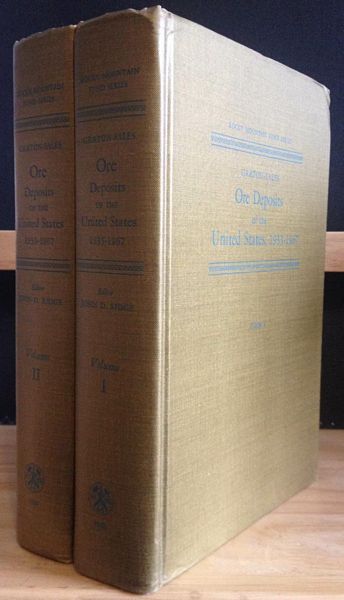 ROCKY MOUNTAIN
FUND SERIES
GRATON-SALES
Ore
Deposits
OF THE
United States
1933-1967
Editor
JOHN D. RIDGE
Volume
II
ROCKY MOUNTAIN
FUND SERIES
GRATON-SALES
Ore
Deposits
OF THE
United States
1933-1967
Editor
JOHN D. RIDGE
Volume
I
ROCKY MOUNTAIN FUND SERIES
GRATON-SALES
Ore Deposits
of the
United States, 1933-1967